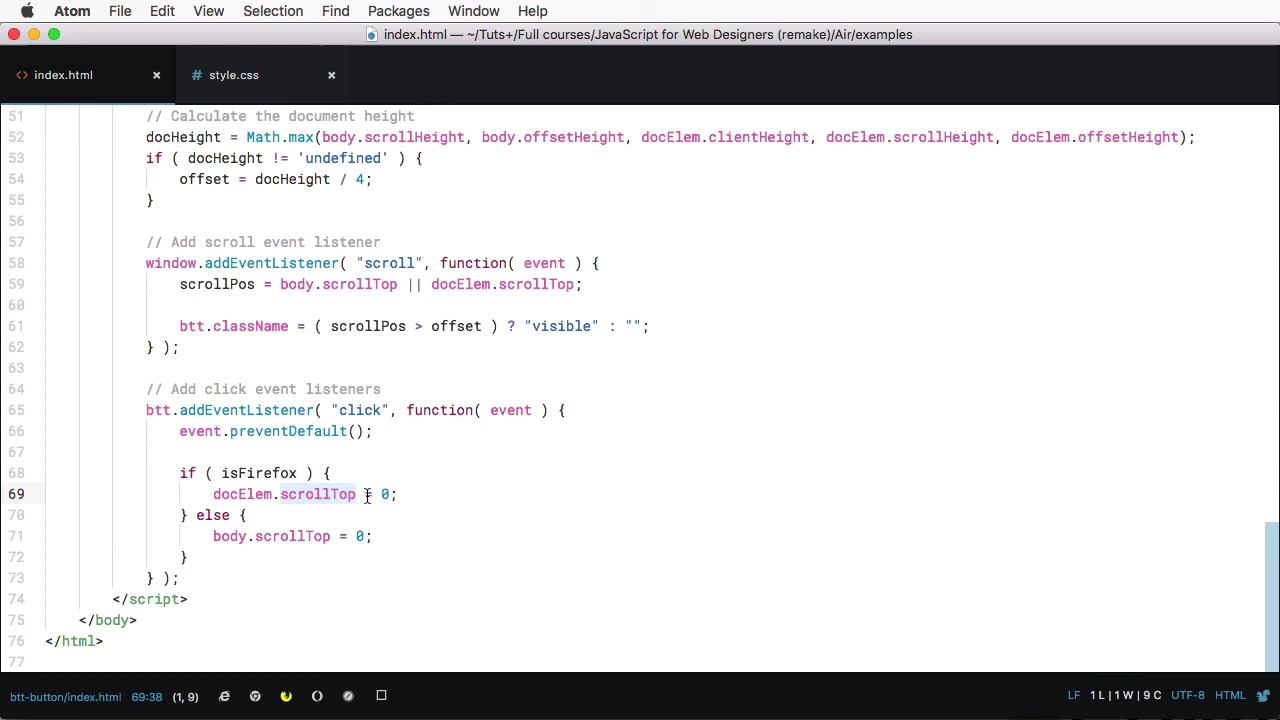 Atom File Edit View Selection Find Packages Window Help
index.html — ~/Tuts+/Full courses/JavaScript for Web Designers (remake)/Air/examples
index.html
style.css
51 // Calculate the document height
52 docHeight = Math.max(body.scrollHeight, body.offsetHeight, docElem.clientHeight, docElem.scrollHeight, docElem.offsetHeight);
53 if ( docHeight != 'undefined' ) {
54 offset = docHeight / 4;
55 }
56
57 // Add scroll event listener
58 window.addEventListener( "scroll", function( event ) {
59 scrollPos = body.scrollTop || docElem.scrollTop;
60
61 btt.className = ( scrollPos > offset ) ? "visible" : "";
62 } );
63
64 // Add click event listeners
65 btt.addEventListener( "click", function( event ) {
66 event.preventDefault();
67
68 if ( isFirefox ) {
69 docElem.scrollTop = 0;
70 } else {
71 body.scrollTop = 0;
72 }
73 } );
74 </script>
75 </body>
76 </html>
77
btt-button/index.html 69:38 (1, 9) LF 1 L | 1 W | 9 C UTF-8 HTML